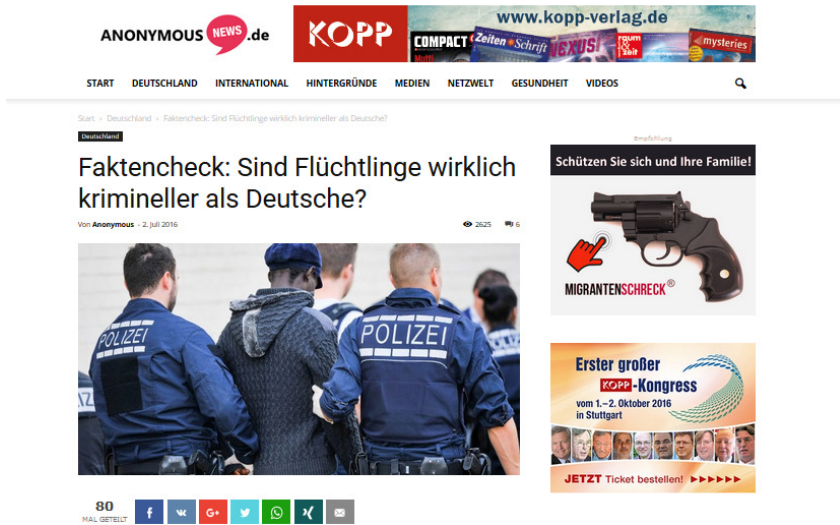 ANONYMOUS NEWS .de
KOPP
www.kopp-verlag.de
COMPACT
Zeiten Schrift
NEXUS
raum & zeit
mysteries
START DEUTSCHLAND INTERNATIONAL HINTERGRÜNDE MEDIEN NETZWELT GESUNDHEIT VIDEOS
Start › Deutschland › Faktencheck: Sind Flüchtlinge wirklich krimineller als Deutsche?
Deutschland
Faktencheck: Sind Flüchtlinge wirklich
krimineller als Deutsche?
Von Anonymous - 2. Juli 2016
2625
6
POLIZEI
POLIZEI
IZ
80
MAL GETEILT
Empfehlung
Schützen Sie sich und Ihre Familie!
MIGRANTENSCHRECK®
Erster großer
KOPP-Kongress
vom 1.–2. Oktober 2016
in Stuttgart
JETZT Ticket bestellen!